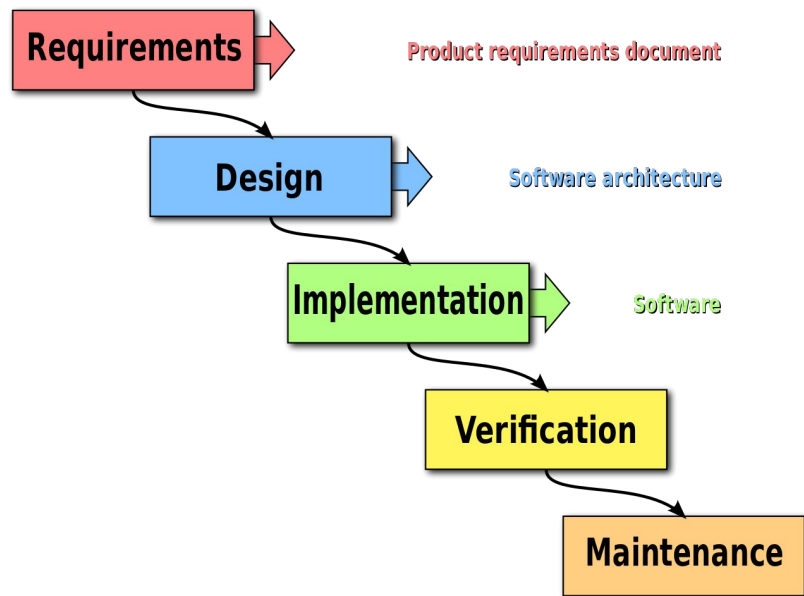 Requirements
Product requirements document
Design
Software architecture
Implementation
Software
Verification
Maintenance